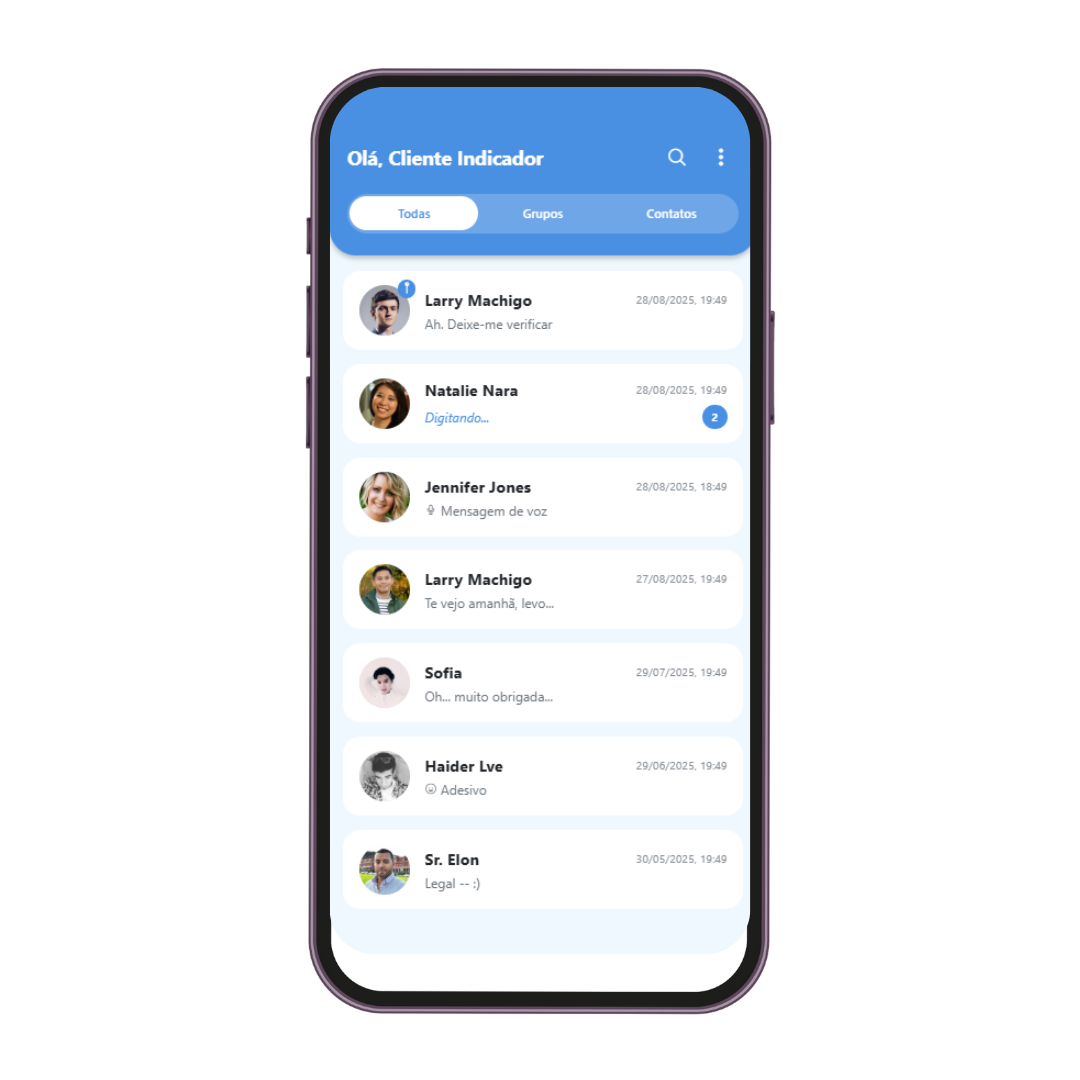 Olá, Cliente Indicador
Todas Grupos Contatos
Larry Machigo 28/08/2025, 19:49
Ah. Deixe-me verificar
Natalie Nara 28/08/2025, 19:49
Digitando... 2
Jennifer Jones 28/08/2025, 18:49
Mensagem de voz
Larry Machigo 27/08/2025, 19:49
Te vejo amanhã, levo...
Sofia 29/07/2025, 19:49
Oh... muito obrigada...
Haider Lve 29/06/2025, 19:49
Adesivo
Sr. Elon 30/05/2025, 19:49
Legal -- :)